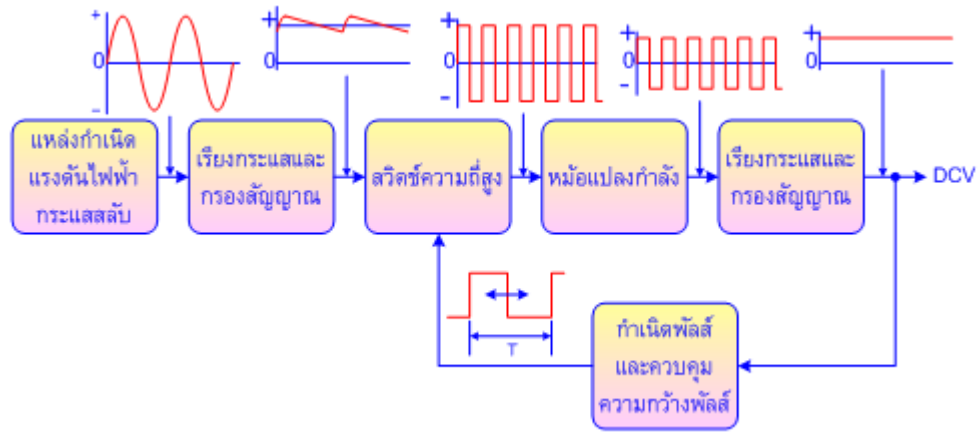 +
0
-
+
0
+
0
-
+
0
-
+
0
แหล่งกำเนิด
แรงดันไฟฟ้า
กระแสสลับ
เรียงกระแสและ
กรองสัญญาณ
สวิตช์ความถี่สูง
หม้อแปลงกำลัง
เรียงกระแสและ
กรองสัญญาณ
DCV
T
กำเนิดพัลส์
และควบคุม
ความกว้างพัลส์